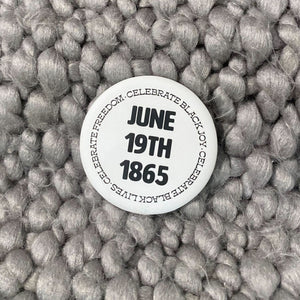 JUNE
19TH
1865
CELEBRATE FREEDOM. CELEBRATE BLACK JOY. CELEBRATE BLACK LIVES.